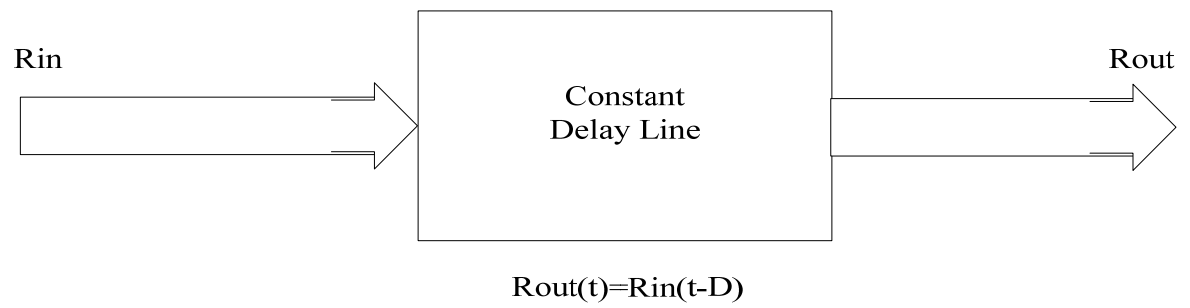 Rin
Rout
Constant
Delay Line
Rout(t)=Rin(t-D)